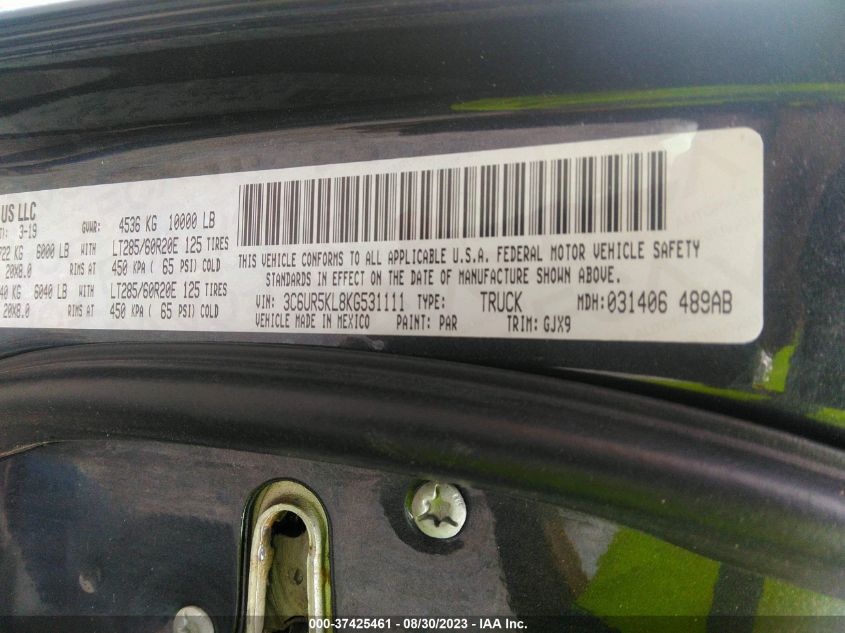 US LLC
3-19 GVWR: 4536 KG 10000 LB
722 KG 6000 LB WITH LT285/60R20E 125 TIRES
20X8.0 RIMS AT 450 KPA ( 65 PSI) COLD
40 KG 6040 LB WITH LT285/60R20E 125 TIRES
20X8.0 RIMS AT 450 KPA ( 65 PSI) COLD
THIS VEHICLE CONFORMS TO ALL APPLICABLE U.S.A. FEDERAL MOTOR VEHICLE SAFETY
STANDARDS IN EFFECT ON THE DATE OF MANUFACTURE SHOWN ABOVE.
VIN: 3C6UR5KL8KG531111 TYPE: TRUCK MDH: 031406 489AB
VEHICLE MADE IN MEXICO PAINT: PAR TRIM: GJX9
000-37425461 - 08/30/2023 - IAA Inc.